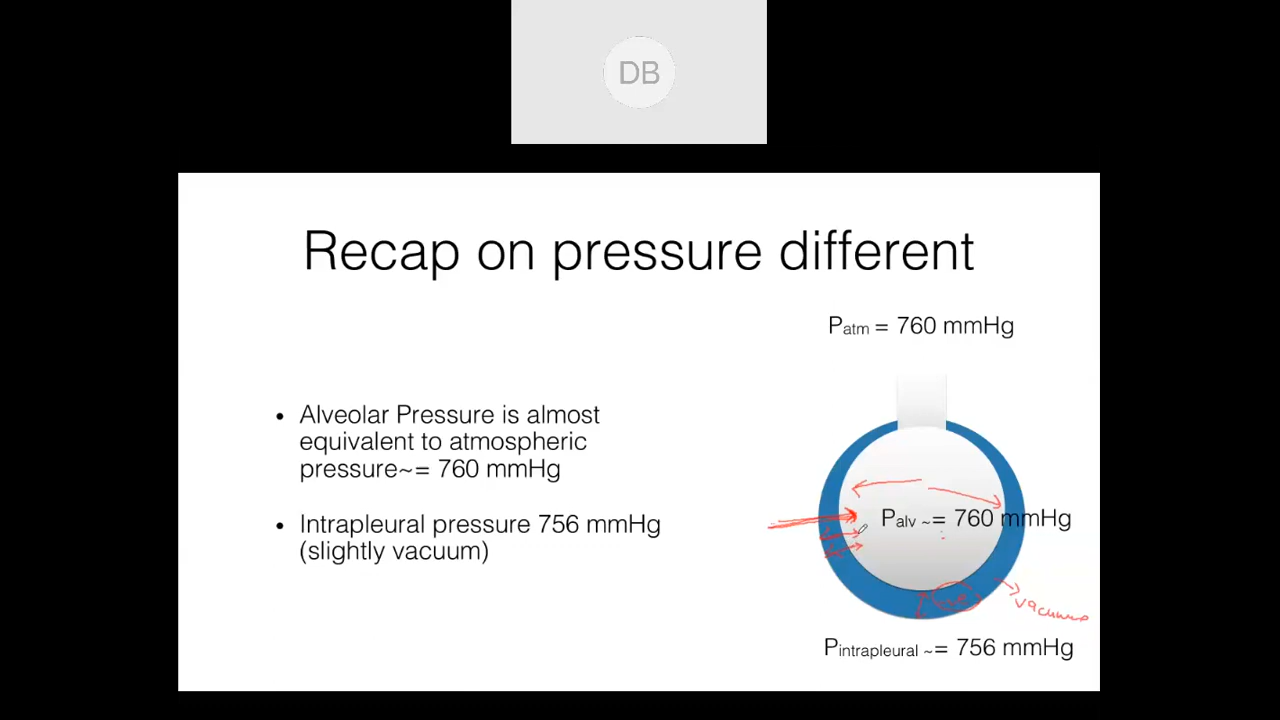 DB
Recap on pressure different
Patm = 760 mmHg
• Alveolar Pressure is almost
equivalent to atmospheric
pressure~= 760 mmHg
• Intrapleural pressure 756 mmHg
(slightly vacuum)
Palv ~= 760 mmHg
vacuum
Pintrapleural ~= 756 mmHg